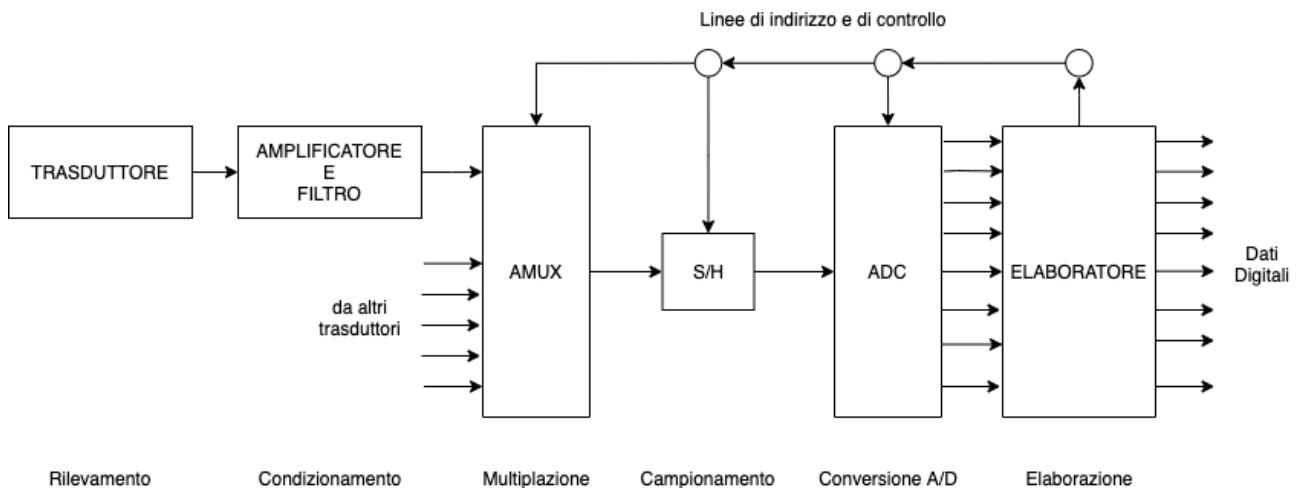 Linee di indirizzo e di controllo
TRASDUTTORE
AMPLIFICATORE
E
FILTRO
AMUX
S/H
ADC
ELABORATORE
Dati
Digitali
da altri
trasduttori
Rilevamento
Condizionamento
Multiplazione
Campionamento
Conversione A/D
Elaborazione